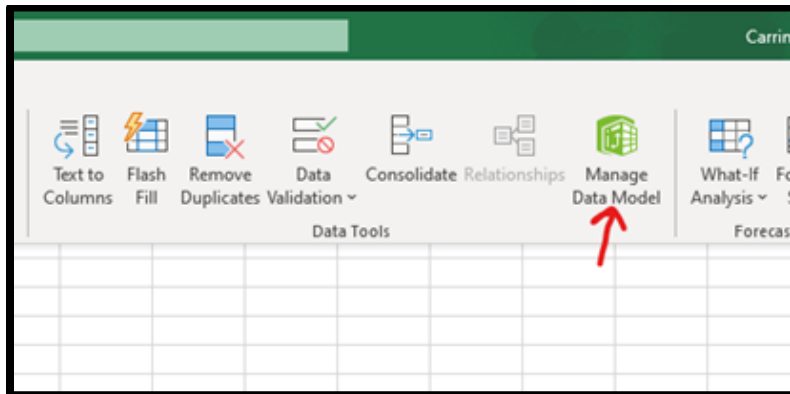 Carrin
Text to Flash Remove Data Consolidate Relationships Manage What-If Fo
Columns Fill Duplicates Validation Data Model Analysis S
Data Tools Forecas